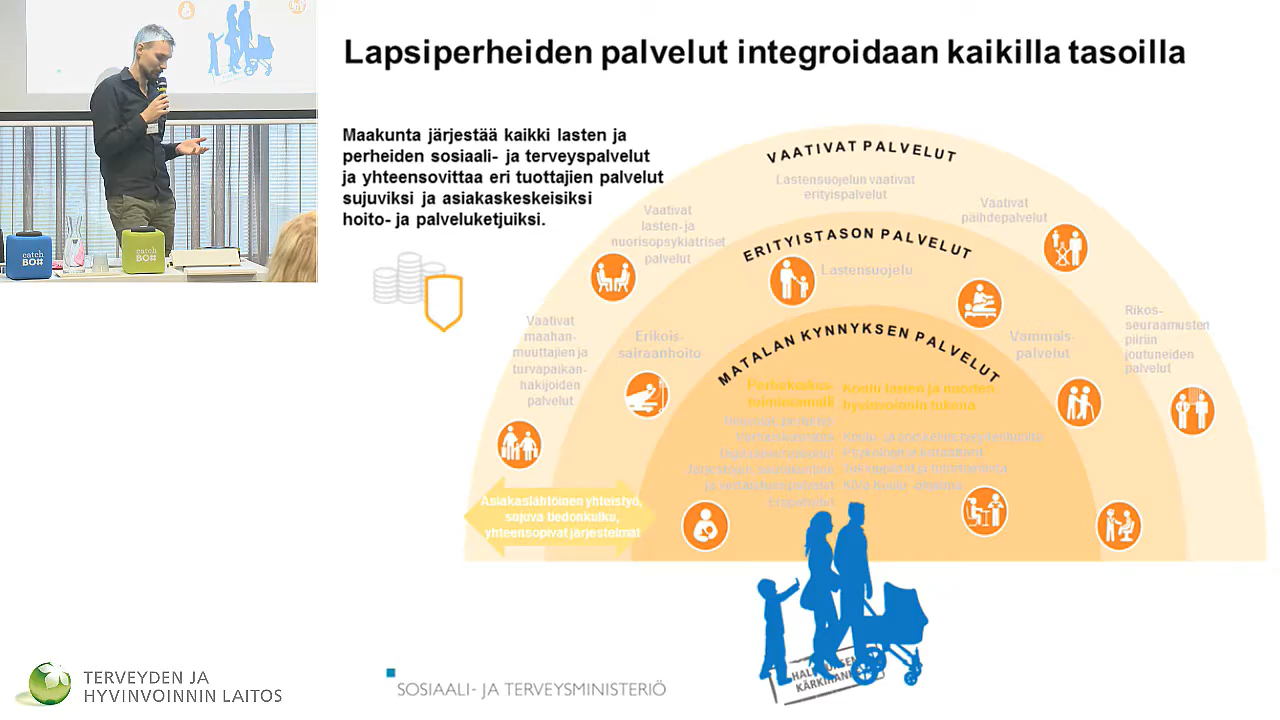 Lapsiperheiden palvelut integroidaan kaikilla tasoilla
Maakunta järjestää kaikki lasten ja
perheiden sosiaali- ja terveyspalvelut
ja yhteensovittaa eri tuottajien palvelut
sujuviksi ja asiakaskeskeisiksi
hoito- ja palveluketjuiksi.
VAATIVAT PALVELUT
Lastensuojelun vaativat
erityispalvelut
Vaativat
lasten- ja
nuorisopsykiatriset
palvelut
Vaativat
päihdepalvelut
ERITYISTASON PALVELUT
Lastensuojelu
Vaativat
maahan-
muuttajien ja
turvapaikan-
hakijoiden
palvelut
Erikois-
sairaanhoito
Vammais-
palvelut
Rikos-
seuraamusten
piiriin
joutuneiden
palvelut
MATALAN KYNNYKSEN PALVELUT
Perhekeskus-
toimintamalli
Koulu lasten ja nuorten
hyvinvoinnin tukena
Koulu- ja opiskeluterveydenhuolto
Asiakaslähtöinen yhteistyö,
sujuva tiedonkulku,
yhteensopivat järjestelmät
catch
BOX
catch
BOX
TERVEYDEN JA
HYVINVOINNIN LAITOS
SOSIAALI- JA TERVEYSMINISTERIÖ